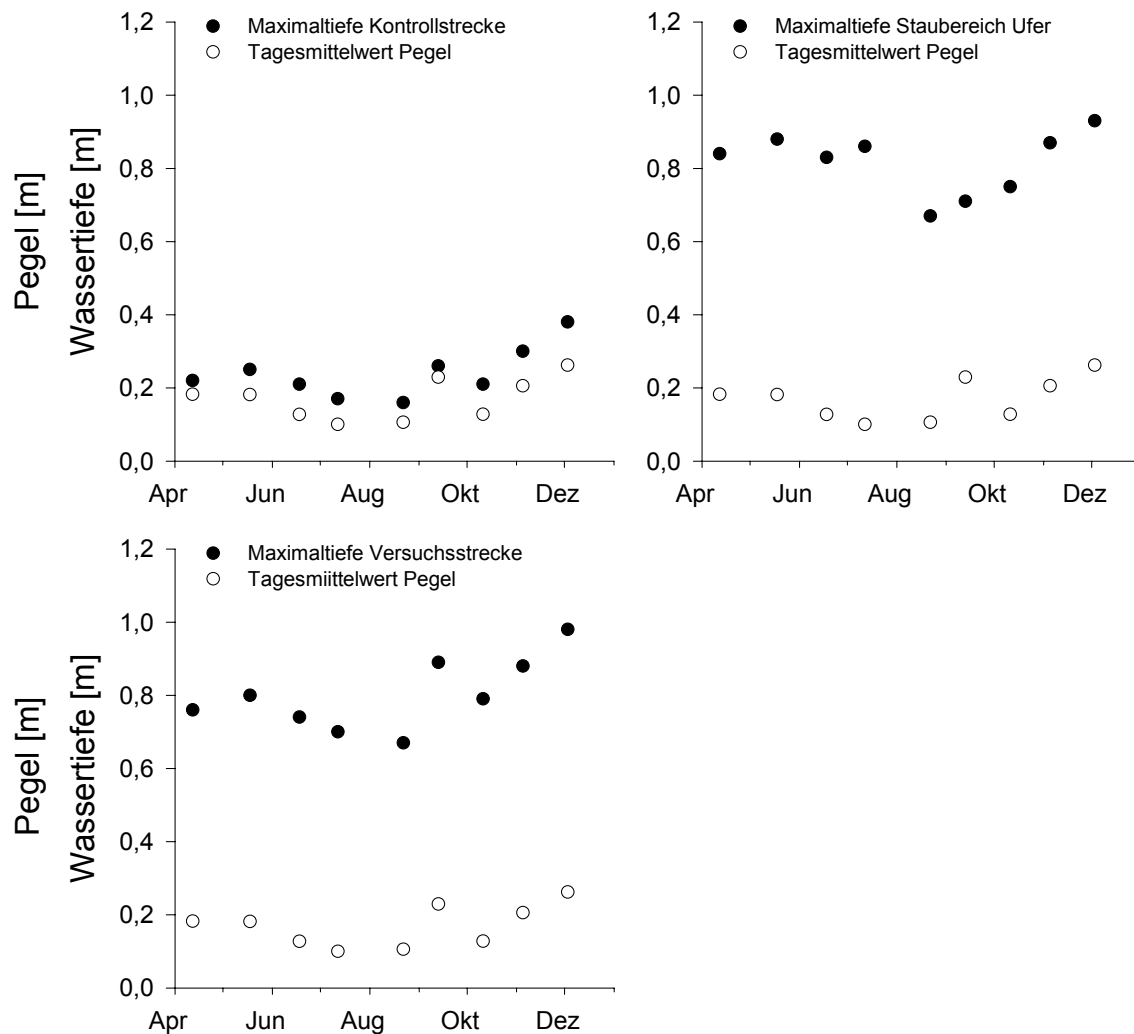 Maximaltiefe Kontrollstrecke
Tagesmittelwert Pegel
1,2
1,0
0,8
0,6
0,4
0,2
0,0
Pegel [m]
Wassertiefe [m]
Apr Jun Aug Okt Dez
Maximaltiefe Staubereich Ufer
Tagesmittelwert Pegel
1,2
1,0
0,8
0,6
0,4
0,2
0,0
Apr Jun Aug Okt Dez
Maximaltiefe Versuchsstrecke
Tagesmiittelwert Pegel
1,2
1,0
0,8
0,6
0,4
0,2
0,0
Pegel [m]
Wassertiefe [m]
Apr Jun Aug Okt Dez